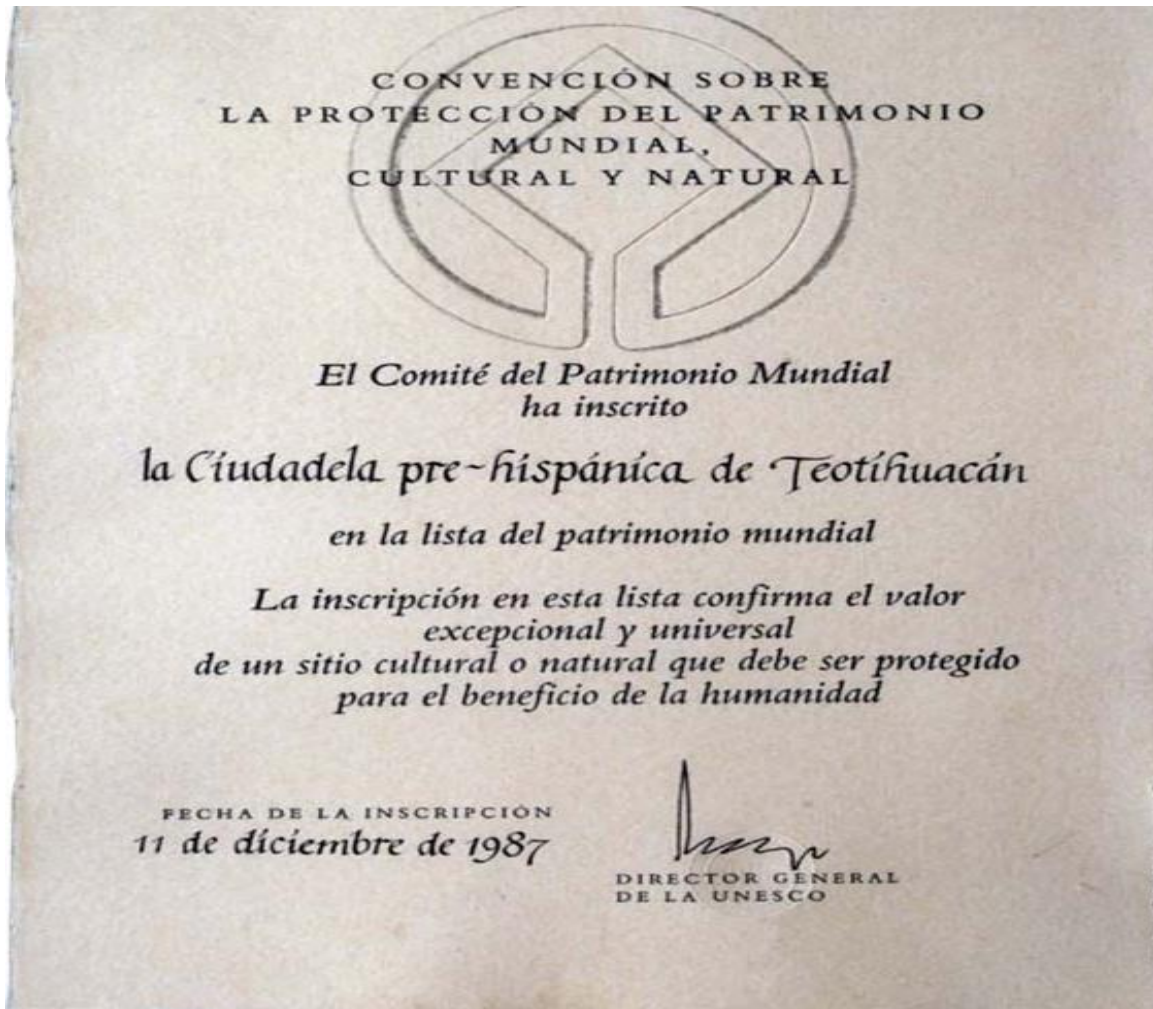 CONVENCIÓN SOBRE
LA PROTECCIÓN DEL PATRIMONIO
MUNDIAL,
CULTURAL Y NATURAL
El Comité del Patrimonio Mundial
ha inscrito
la Ciudadela pre-hispánica de Teotihuacán
en la lista del patrimonio mundial
La inscripción en esta lista confirma el valor
excepcional y universal
de un sitio cultural o natural que debe ser protegido
para el beneficio de la humanidad
FECHA DE LA INSCRIPCIÓN
11 de diciembre de 1987
DIRECTOR GENERAL
DE LA UNESCO